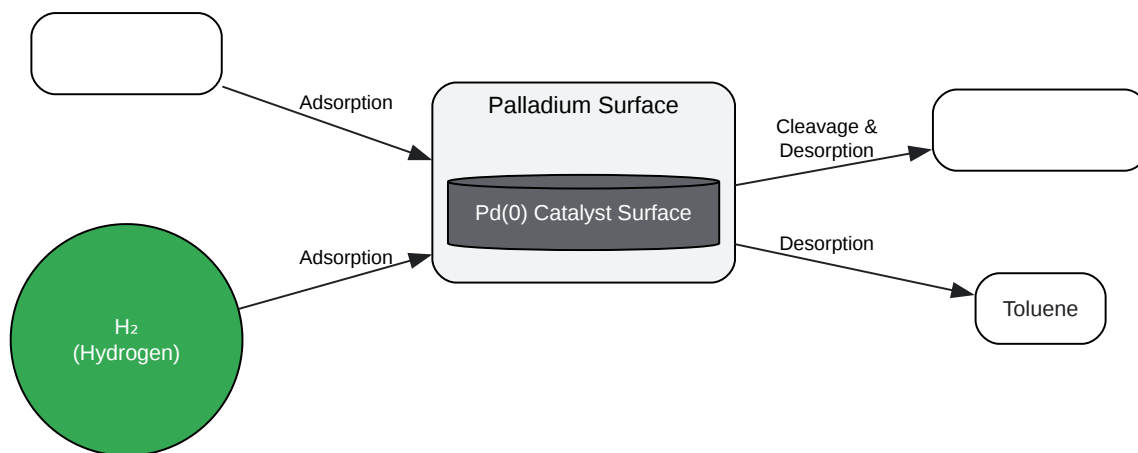 Palladium Surface
Adsorption
Pd(0) Catalyst Surface
Cleavage &
Desorption
Adsorption
Desorption
H₂
(Hydrogen)
Toluene